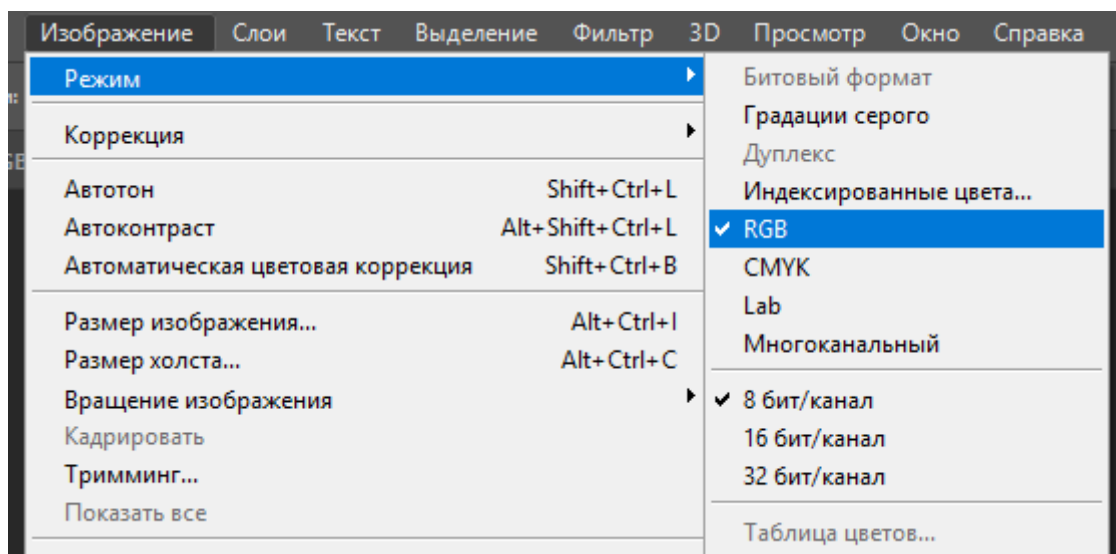 Изображение Слои Текст Выделение Фильтр 3D Просмотр Окно Справка
Режим
Коррекция
Автотон Shift+Ctrl+L
Автоконтраст Alt+Shift+Ctrl+L
Автоматическая цветовая коррекция Shift+Ctrl+B
Размер изображения... Alt+Ctrl+I
Размер холста... Alt+Ctrl+C
Вращение изображения
Кадрировать
Тримминг...
Показать все
Битовый формат
Градации серого
Дуплекс
Индексированные цвета...
RGB
CMYK
Lab
Многоканальный
8 бит/канал
16 бит/канал
32 бит/канал
Таблица цветов...